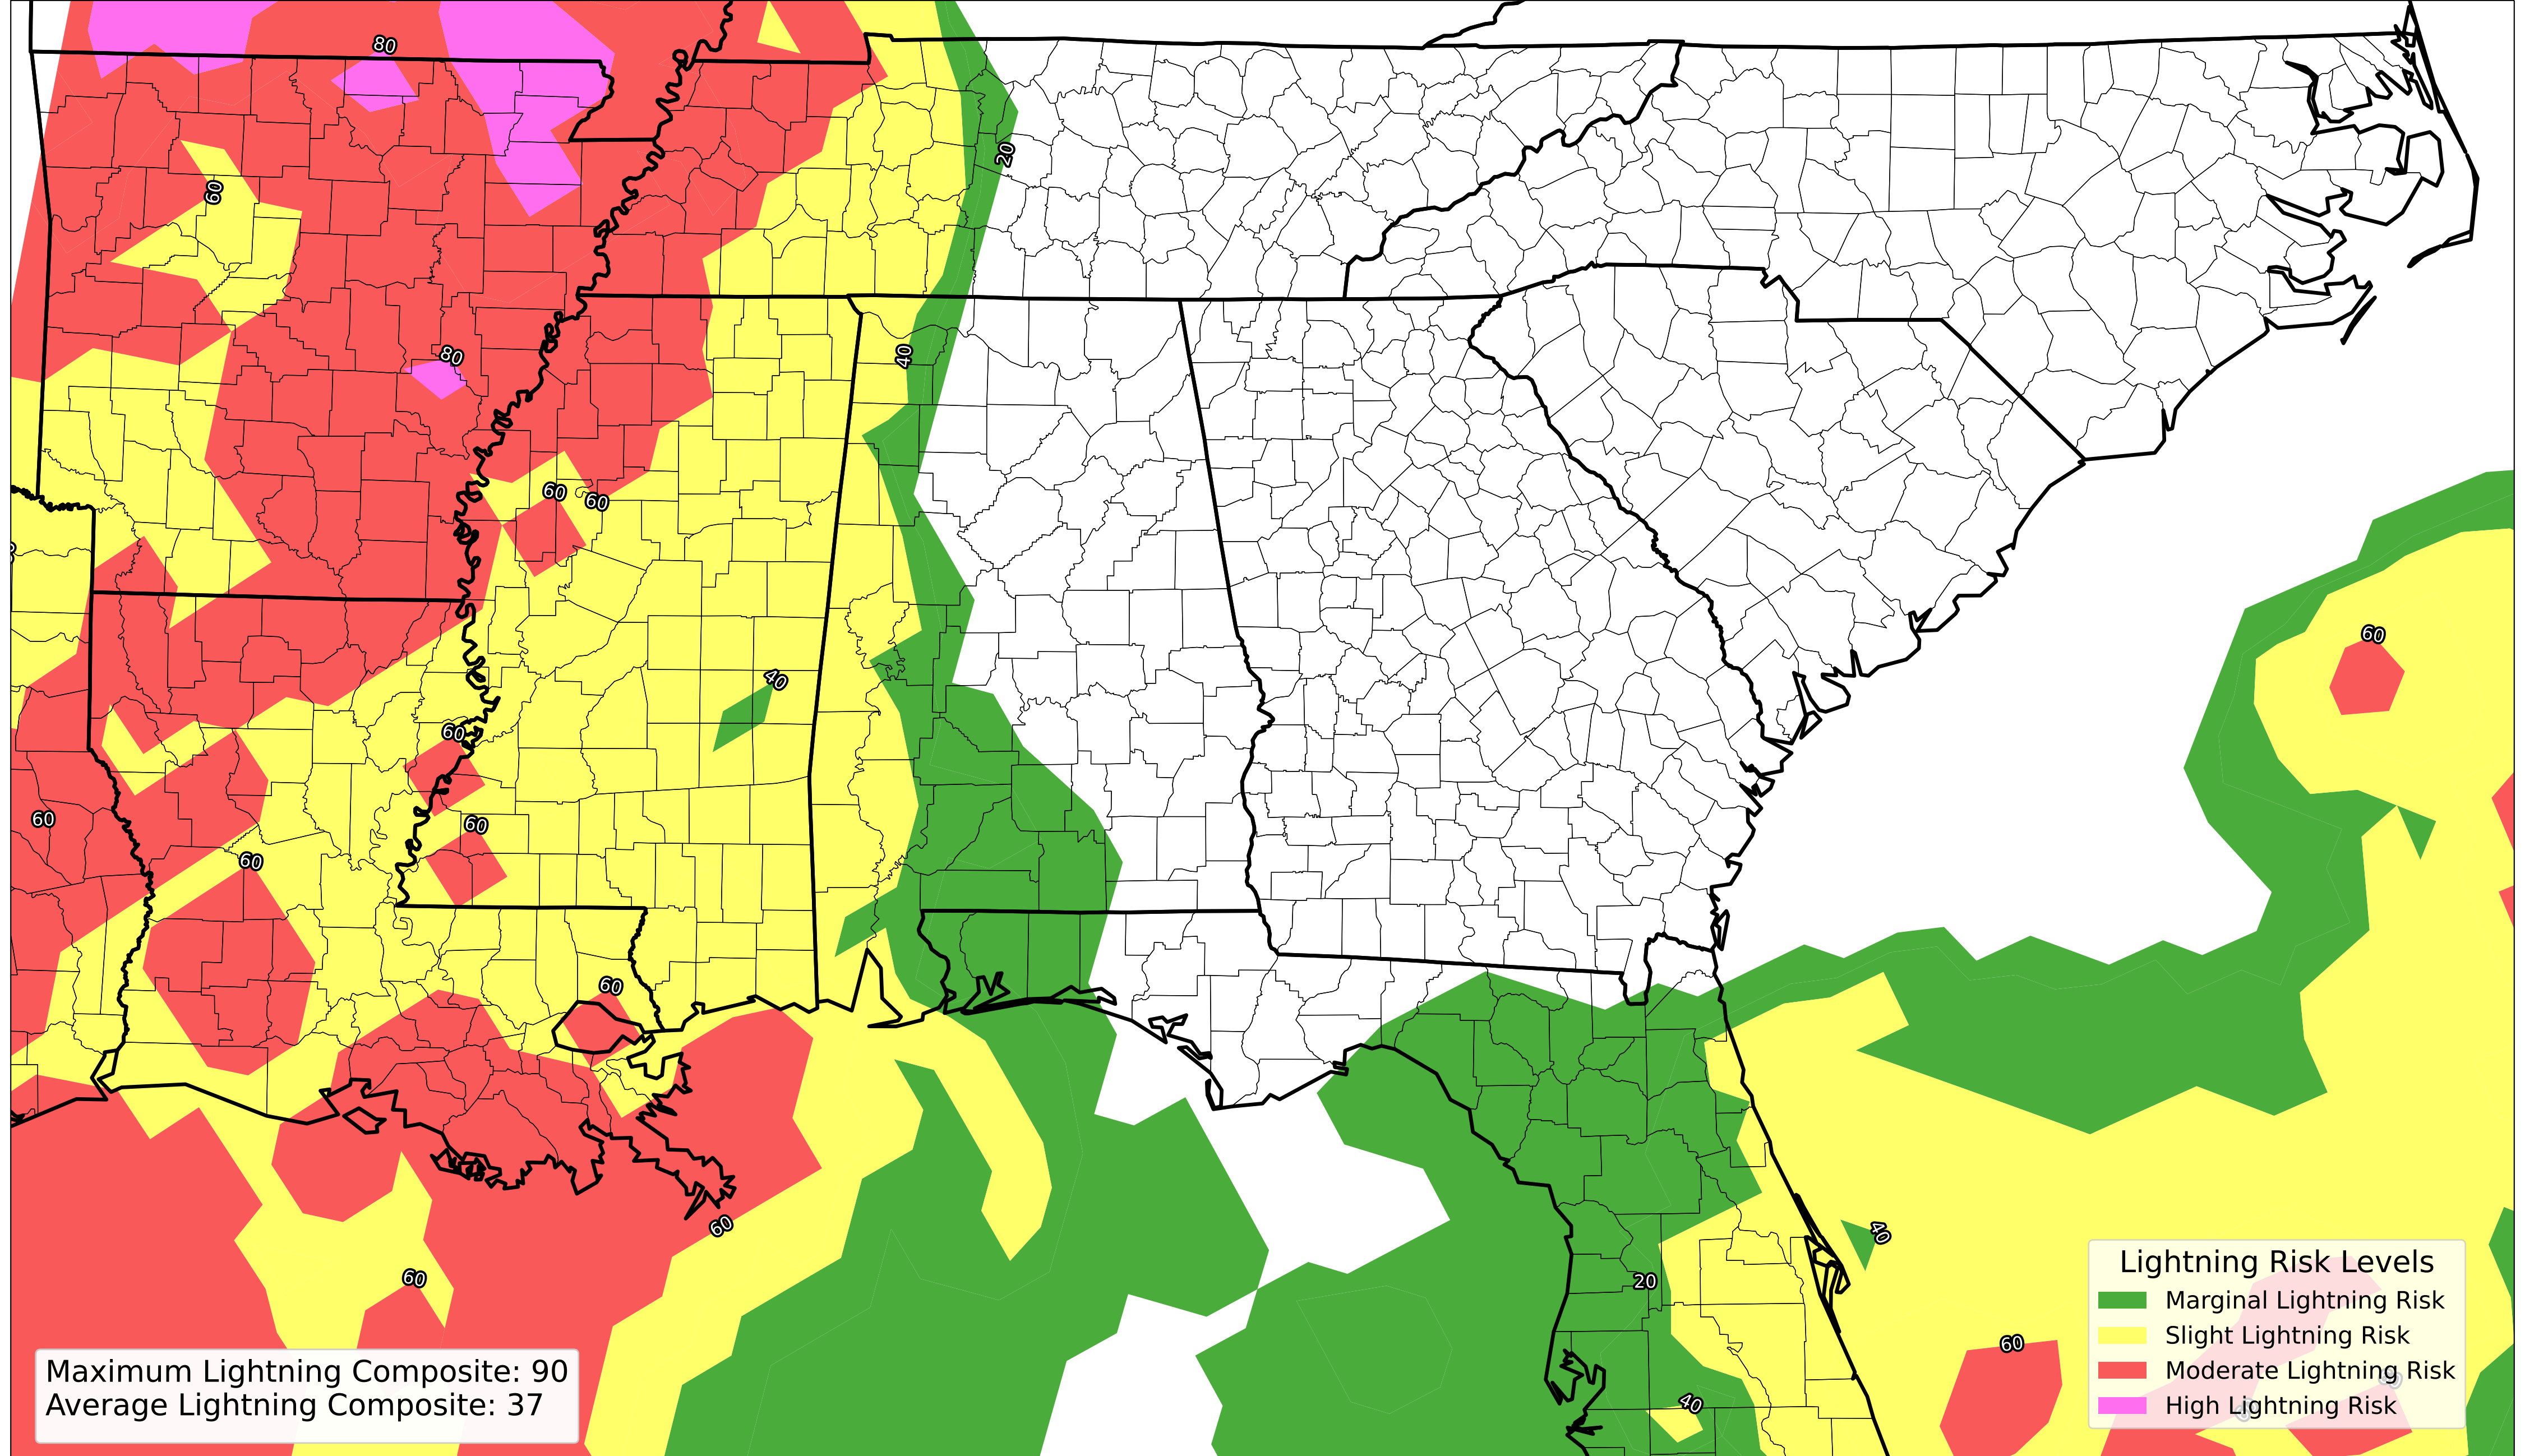 80
20
60
40
80
60
60
60
40
60
60
60
60
60
40
60
60
20
60
40
Lightning Risk Levels
Marginal Lightning Risk
Slight Lightning Risk
Moderate Lightning Risk
High Lightning Risk
Maximum Lightning Composite: 90
Average Lightning Composite: 37